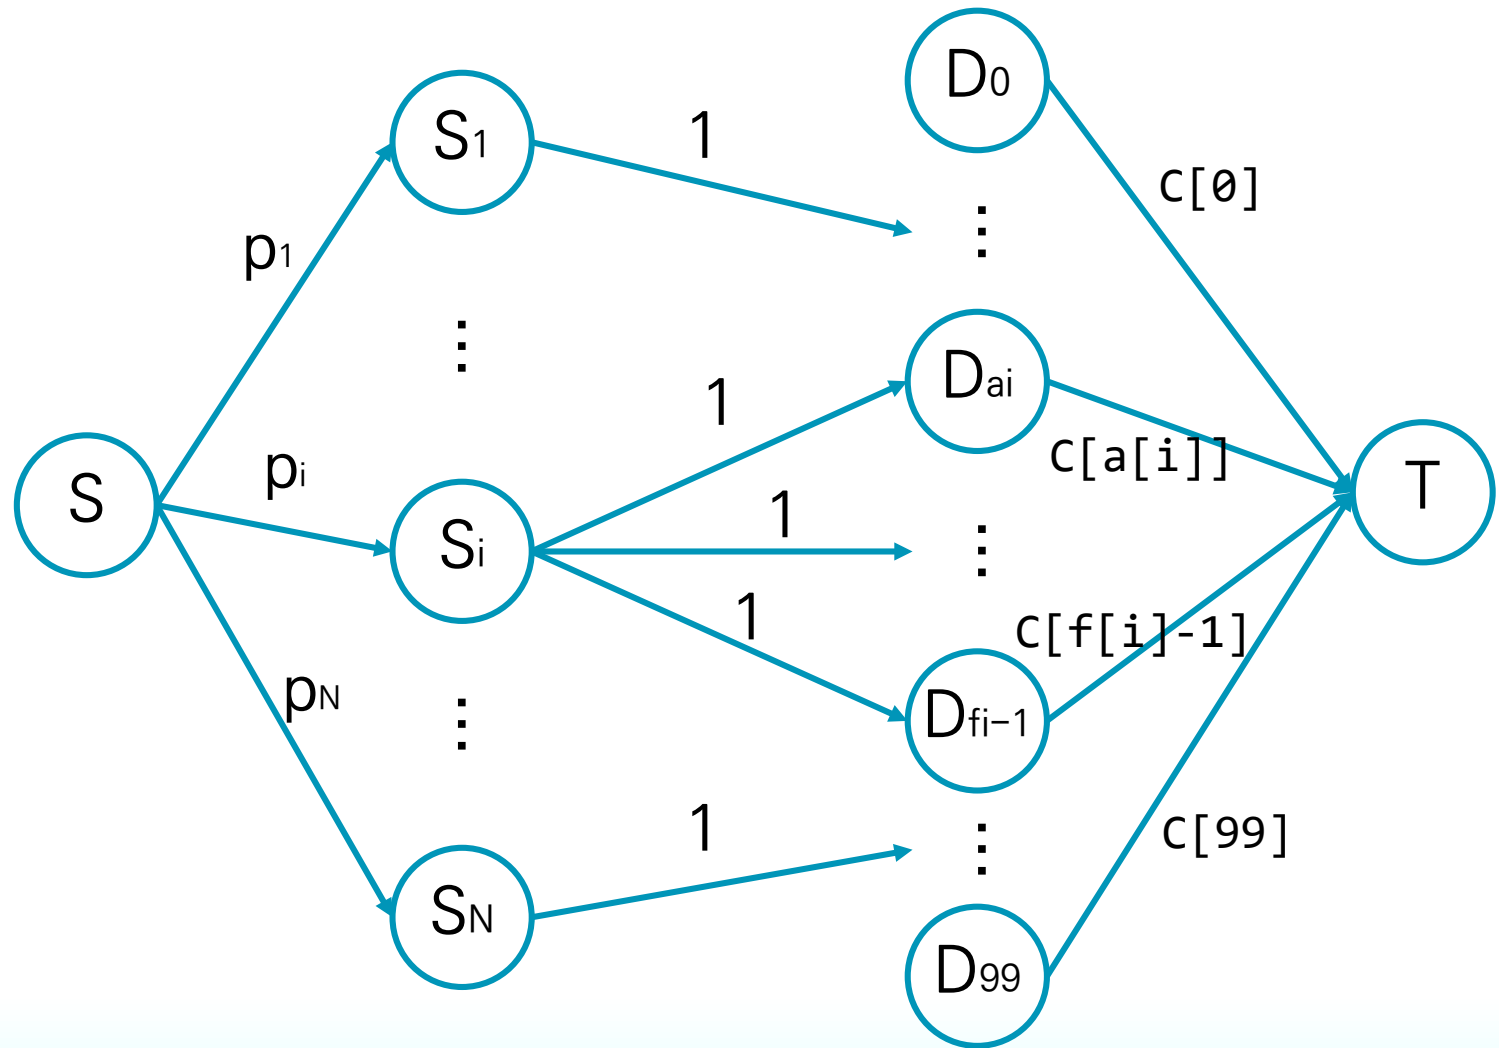 S
p1
pi
pN
S1
⋮
Si
⋮
SN
1
1
1
1
1
D0
⋮
Dai
⋮
Dfi-1
⋮
D99
C[0]
C[a[i]]
C[f[i]-1]
C[99]
T